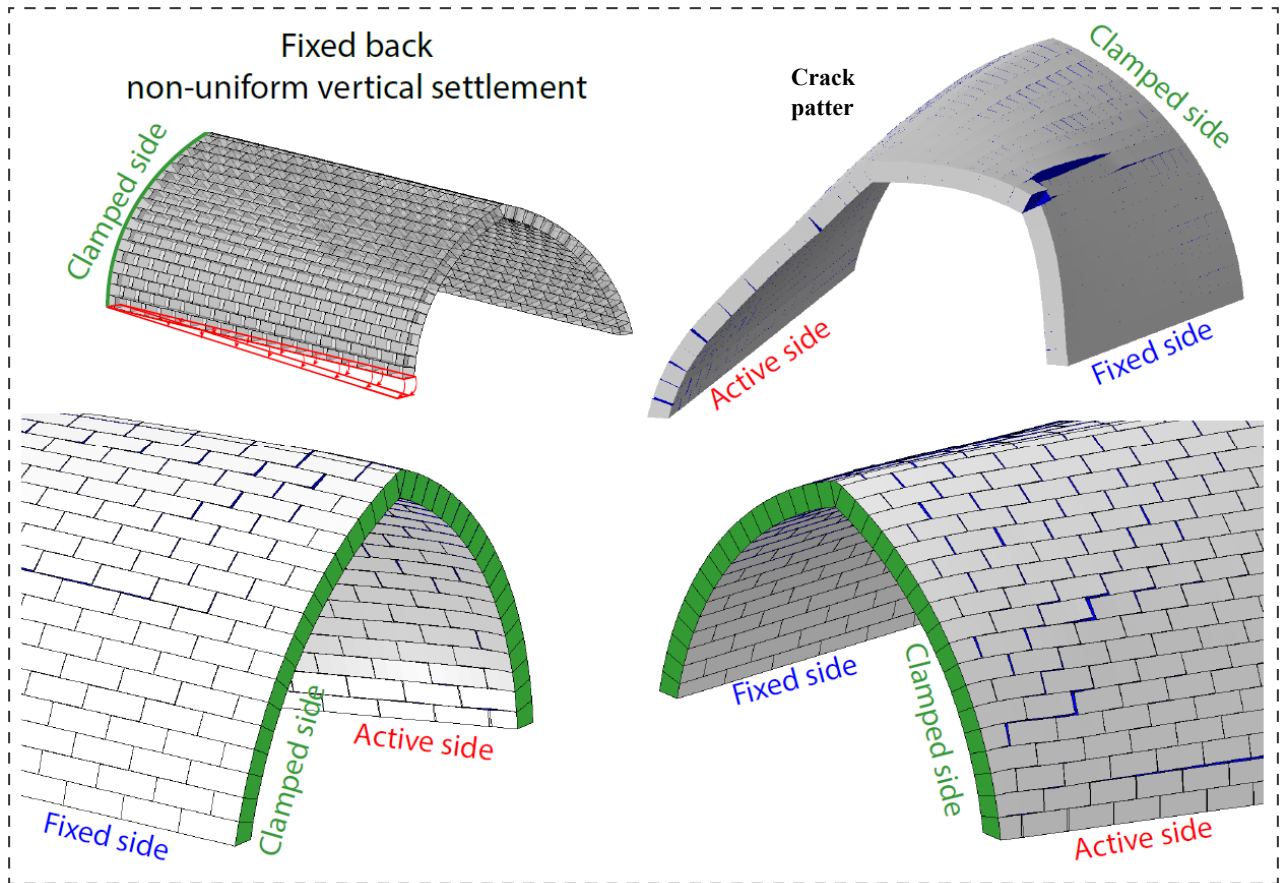 Fixed back
non-uniform vertical settlement
Clamped side
Crack
patter
Clamped side
Active side
Fixed side
Fixed side
Clamped side
Active side
Fixed side
Clamped side
Active side